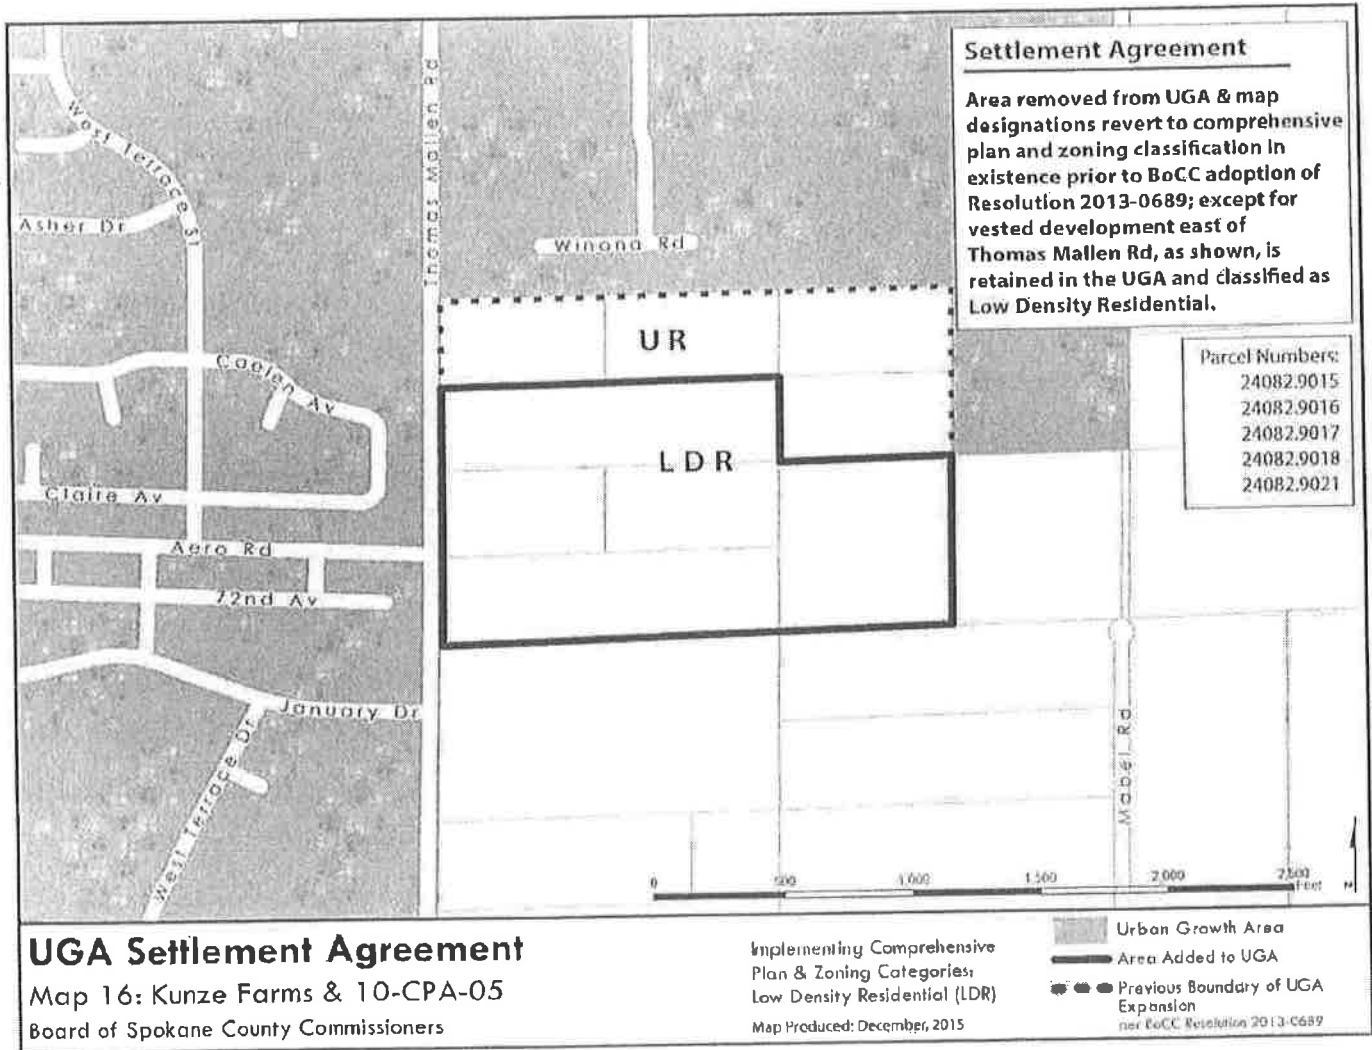 Settlement Agreement
Area removed from UGA & map
designations revert to comprehensive
plan and zoning classification in
existence prior to BoCC adoption of
Resolution 2013-0689; except for
vested development east of
Thomas Mallen Rd, as shown, is
retained in the UGA and classified as
Low Density Residential.
Parcel Numbers:
24082.9015
24082.9016
24082.9017
24082.9018
24082.9021
West Terrace St
Thomas Mallen Rd
Asher Dr
Winona Rd
UR
Caelen Av
LDR
Claire Av
Aero Rd
72nd Av
January Dr
West Terrace Dr
Mabel Rd
0 500 1,000 1,500 2,000 2,500
Feet
N
UGA Settlement Agreement
Map 16: Kunze Farms & 10-CPA-05
Board of Spokane County Commissioners
Implementing Comprehensive
Plan & Zoning Categories:
Low Density Residential (LDR)
Map Produced: December, 2015
Urban Growth Area
Area Added to UGA
Previous Boundary of UGA
Expansion
per BoCC Resolution 2013-0689